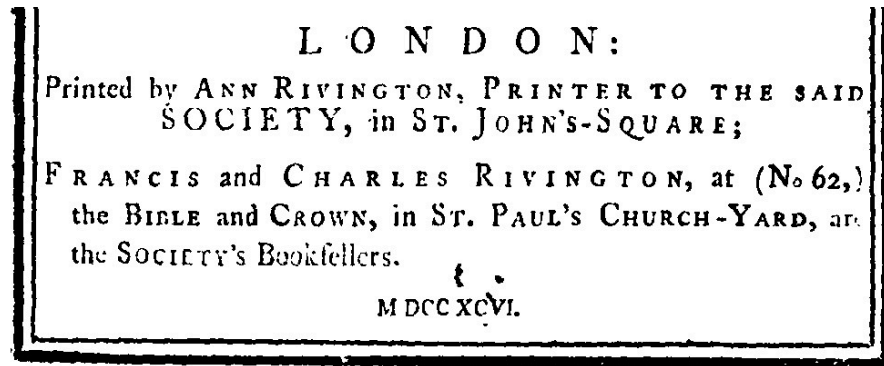 LONDON:
Printed by ANN RIVINGTON, PRINTER TO THE SAID
SOCIETY, in ST. JOHN's-SQUARE;
FRANCIS and CHARLES RIVINGTON, at (No 62,)
the BIBLE and CROWN, in ST. PAUL's CHURCH-YARD, are
the SOCIETY's Bookſellers.
MDCCXCVI.